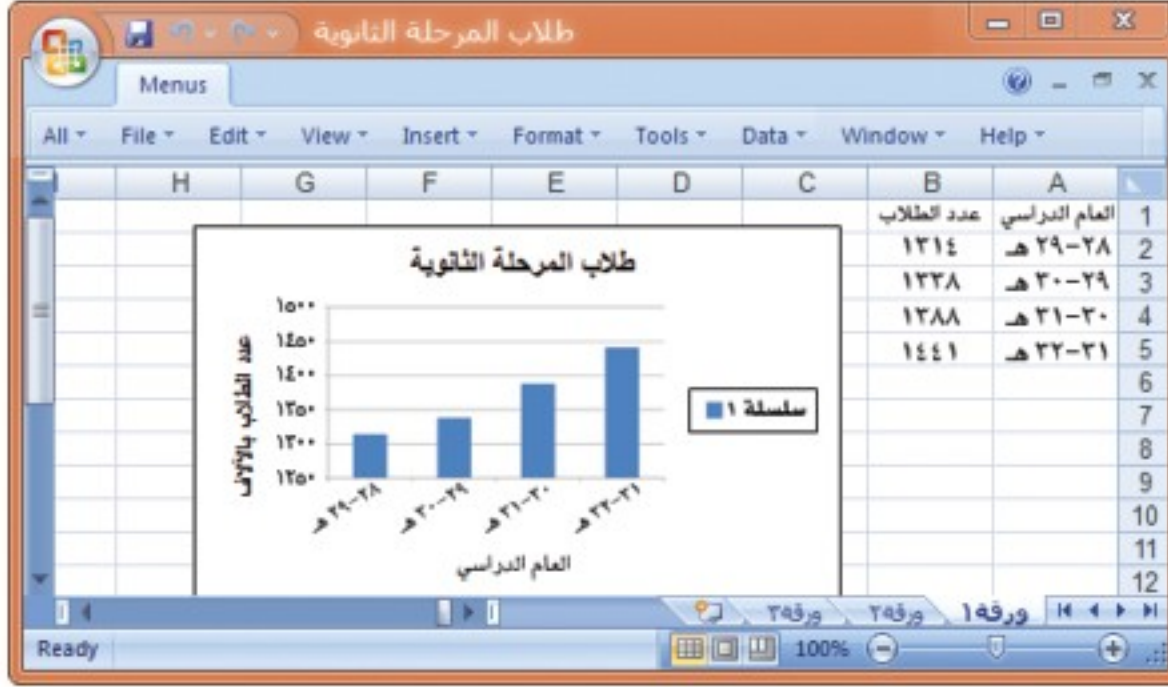 طلاب المرحلة الثانوية
Menus
All File Edit View Insert Format Tools Data Window Help
H G F E D C B A
العام الدراسي عدد الطلاب 1
٢٨-٢٩ هـ ١٣١٤ 2
٢٩-٣٠ هـ ١٣٣٨ 3
٣٠-٣١ هـ ١٣٨٨ 4
٣١-٣٢ هـ ١٤٤١ 5
6
7
8
9
10
11
12
طلاب المرحلة الثانوية
عدد الطلاب بالآلاف
١٥٠٠
١٤٥٠
١٤٠٠
١٣٥٠
١٣٠٠
١٢٥٠
٢٨-٢٩ هـ
٢٩-٣٠ هـ
٣٠-٣١ هـ
٣١-٣٢ هـ
العام الدراسي
سلسلة ١
ورقة١ ورقة٢ ورقة٣
Ready 100%